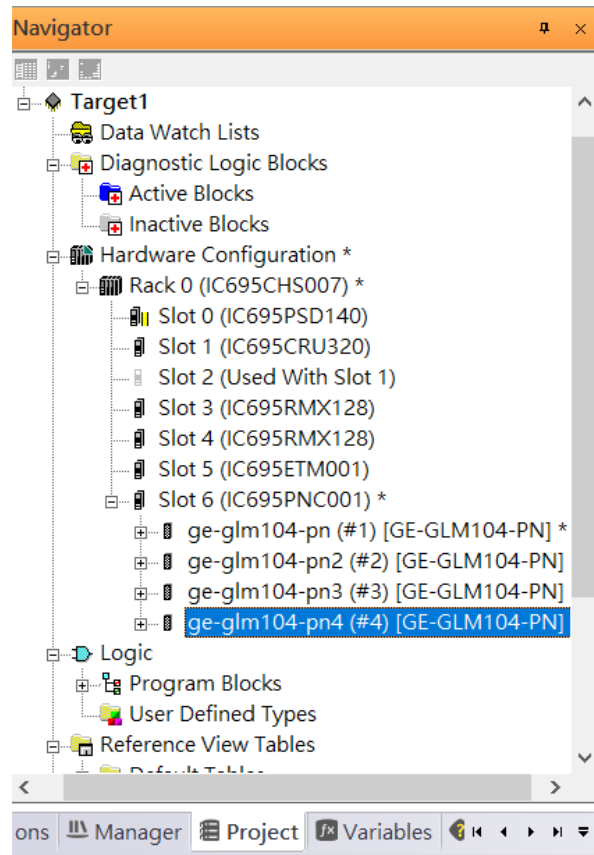 Navigator
Target1
Data Watch Lists
Diagnostic Logic Blocks
Active Blocks
Inactive Blocks
Hardware Configuration *
Rack 0 (IC695CHS007) *
Slot 0 (IC695PSD140)
Slot 1 (IC695CRU320)
Slot 2 (Used With Slot 1)
Slot 3 (IC695RMX128)
Slot 4 (IC695RMX128)
Slot 5 (IC695ETM001)
Slot 6 (IC695PNC001) *
ge-glm104-pn (#1) [GE-GLM104-PN] *
ge-glm104-pn2 (#2) [GE-GLM104-PN]
ge-glm104-pn3 (#3) [GE-GLM104-PN]
ge-glm104-pn4 (#4) [GE-GLM104-PN]
Logic
Program Blocks
User Defined Types
Reference View Tables
Default Tables
ons Manager Project Variables